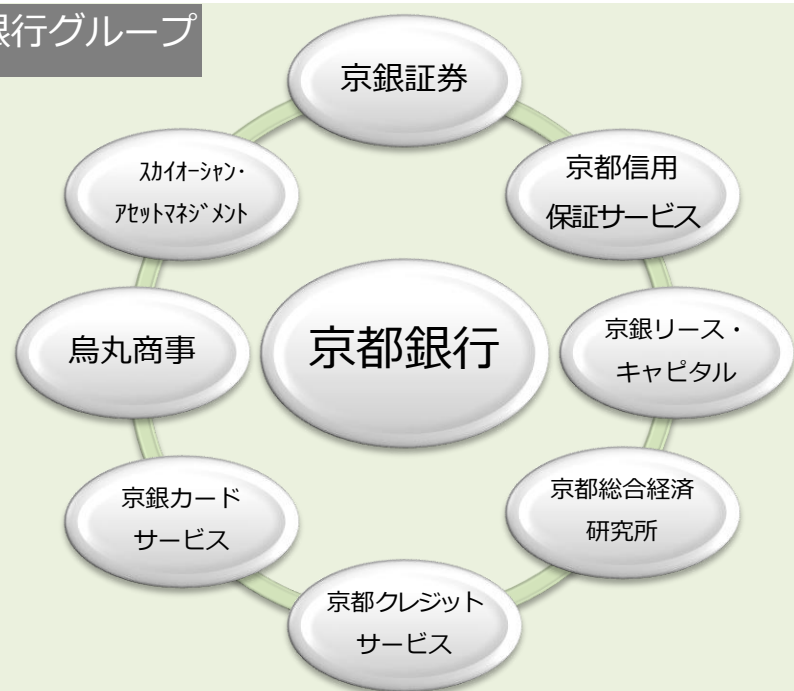 銀行グループ
京銀証券
スカイオーシャン・
アセットマネジメント
京都信用
保証サービス
烏丸商事
京都銀行
京銀リース・
キャピタル
京銀カード
サービス
京都総合経済
研究所
京都クレジット
サービス